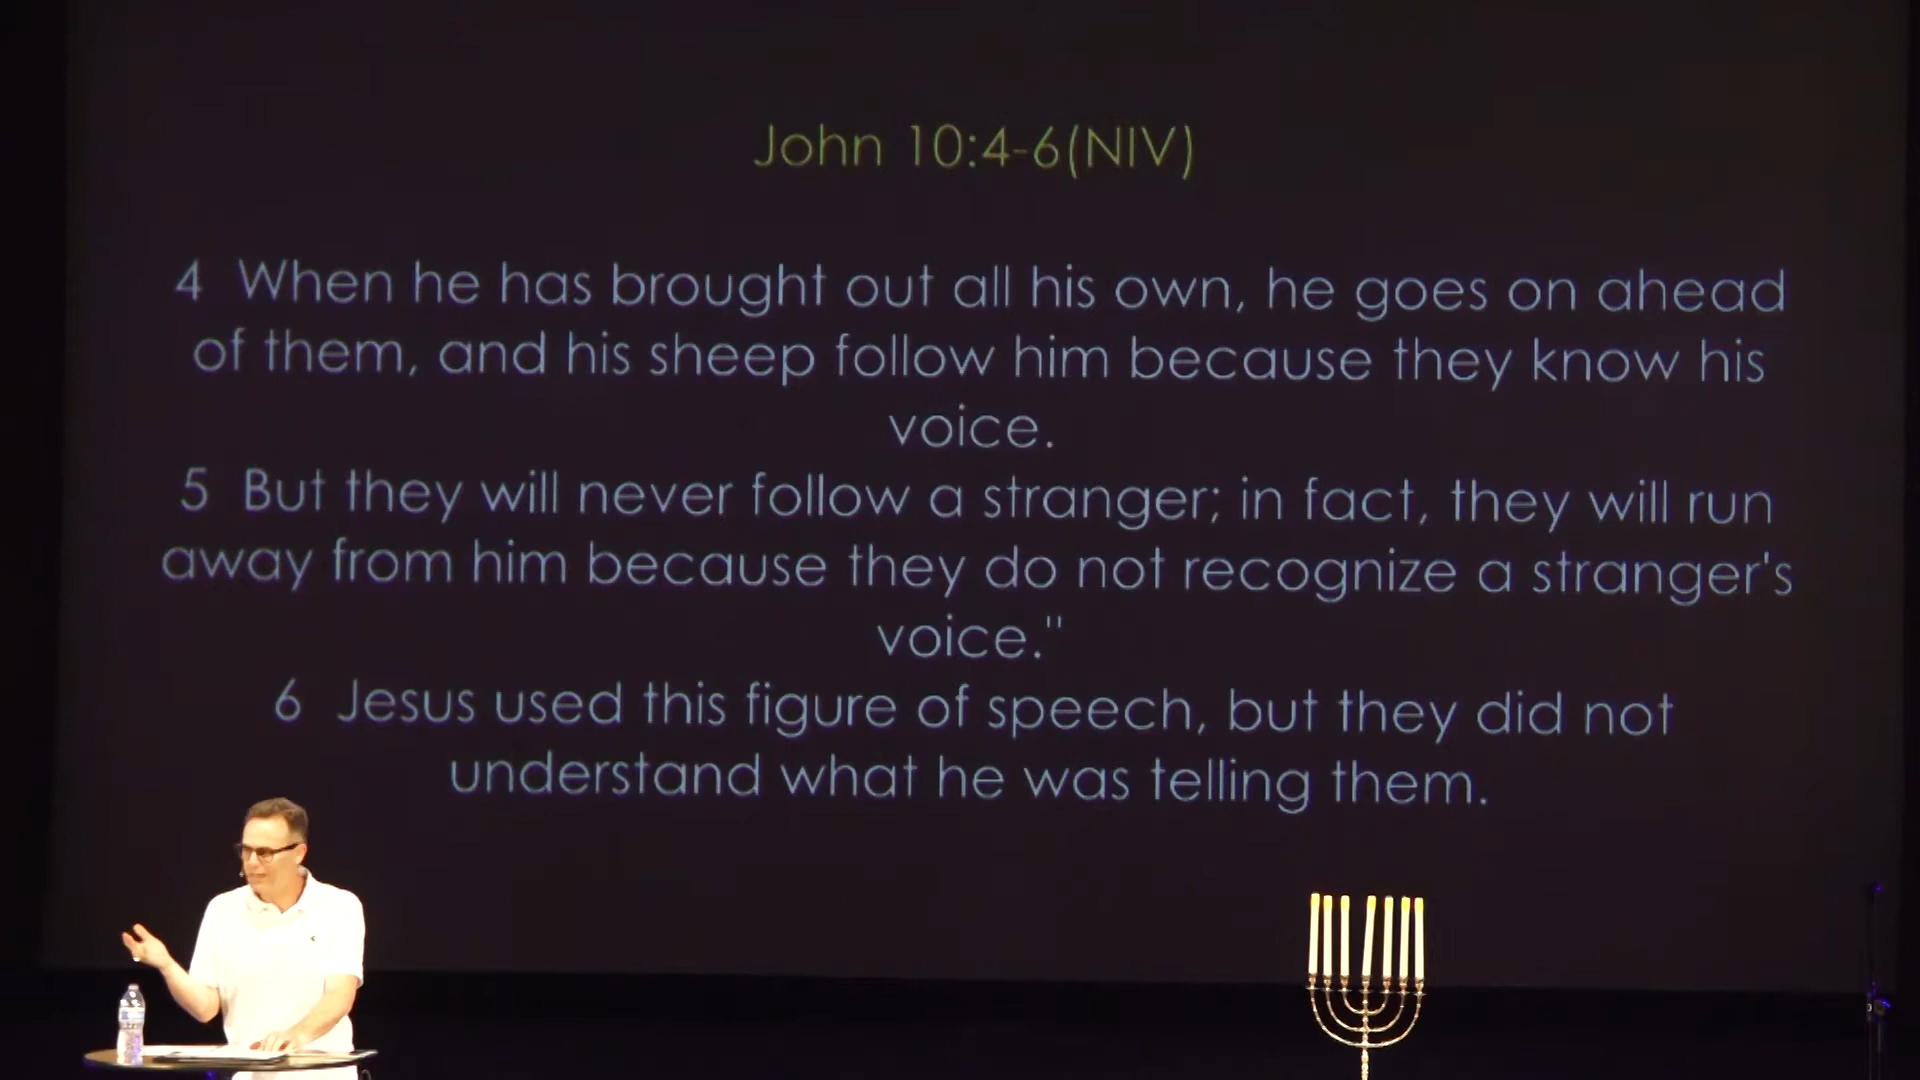 John 10:4-6(NIV)
4 When he has brought out all his own, he goes on ahead
of them, and his sheep follow him because they know his
voice.
5 But they will never follow a stranger; in fact, they will run
away from him because they do not recognize a stranger's
voice."
6 Jesus used this figure of speech, but they did not
understand what he was telling them.